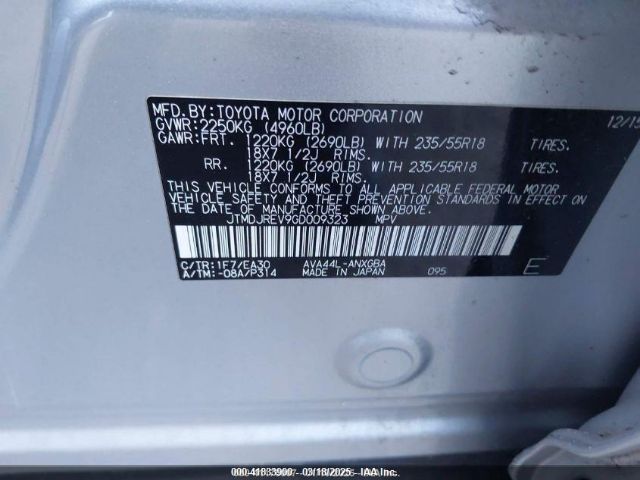 MFD.BY:TOYOTA MOTOR CORPORATION 12/15
GVWR:2250KG (4960LB)
GAWR:FRT. 1220KG (2690LB) WITH 235/55R18 TIRES.
18X7 1/2J RIMS.
RR. 1220KG (2690LB) WITH 235/55R18 TIRES.
18X7 1/2J RIMS.
THIS VEHICLE CONFORMS TO ALL APPLICABLE FEDERAL MOTOR
VEHICLE SAFETY AND THEFT PREVENTION STANDARDS IN EFFECT
ON THE DATE OF MANUFACTURE SHOWN ABOVE.
JTMDJREV9GD009323 MPV
C/TR:1F7/EA30 AVA44L-ANXGBA
A/TM:-08A/P314 MADE IN JAPAN 095 E
03/18/2025 IAA Inc.